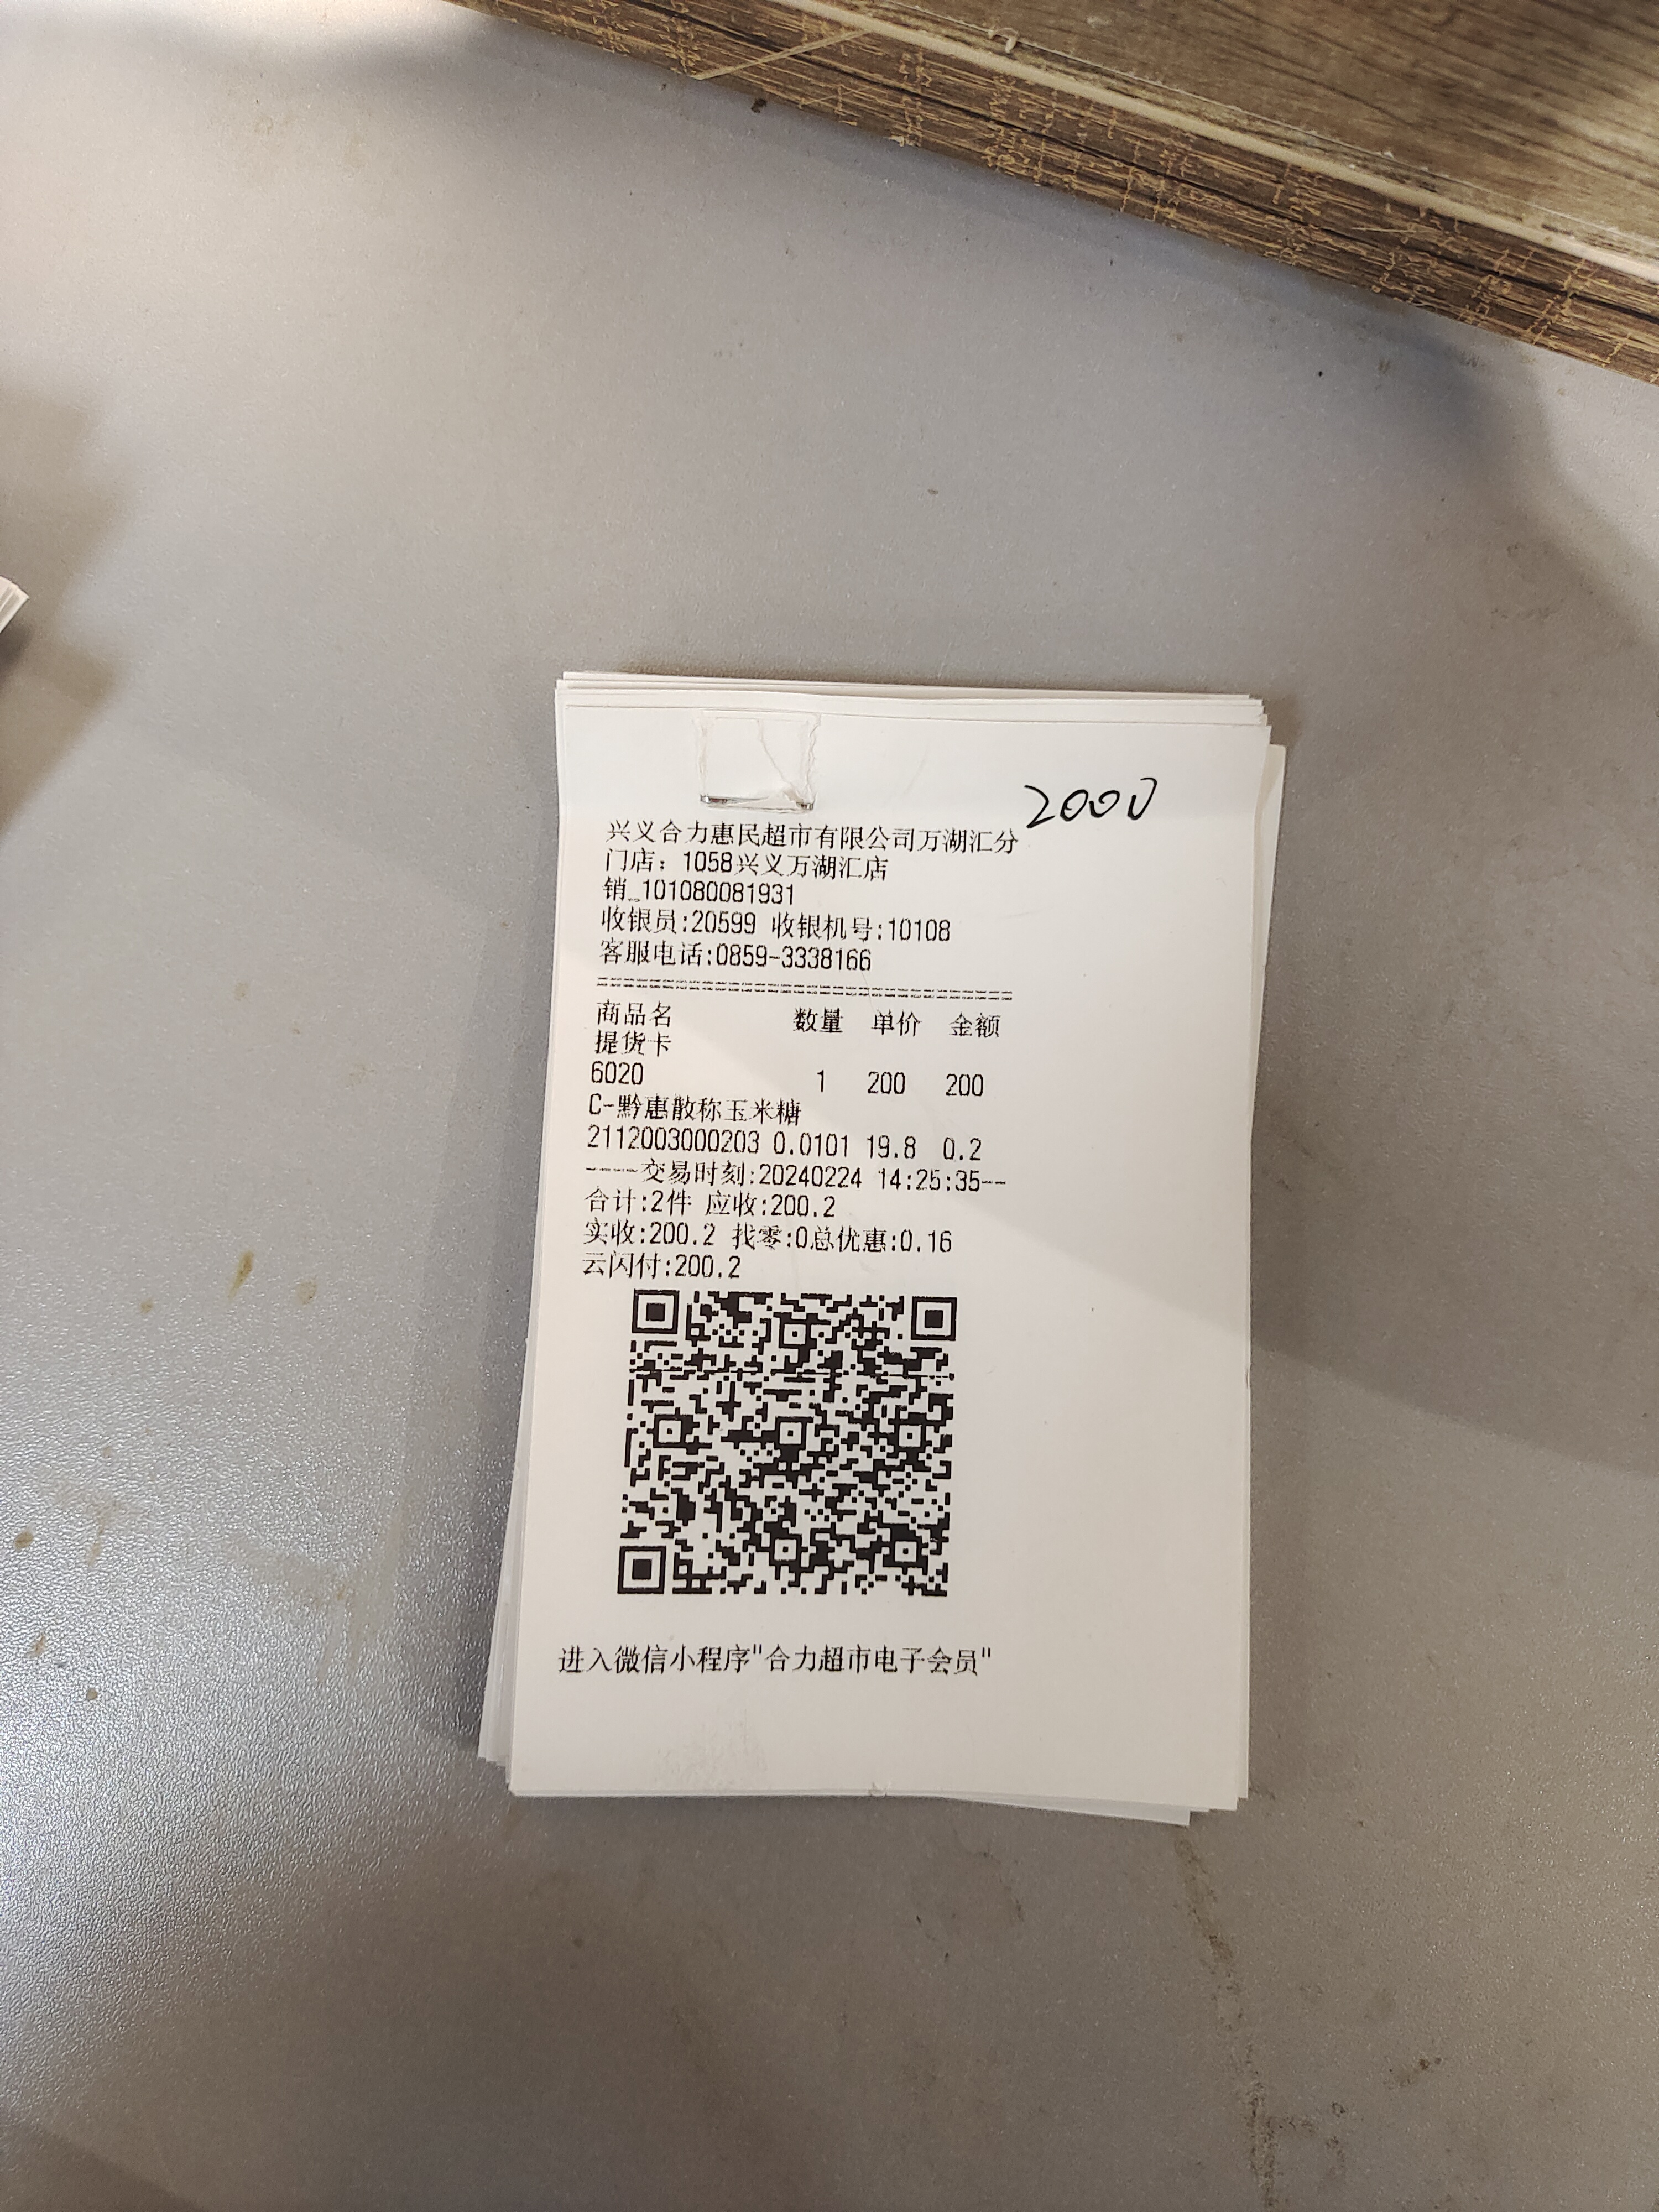 2000
兴义合力惠民超市有限公司万湖汇分
门店：1058兴义万湖汇店
销_101080081931
收银员:20599 收银机号:10108
客服电话:0859-3338166
商品名 数量 单价 金额
提货卡
6020 1 200 200
C-黔惠散称玉米糖
2112003000203 0.0101 19.8 0.2
----交易时刻:20240224 14:25:35--
合计:2件 应收:200.2
实收:200.2 找零:0总优惠:0.16
云闪付:200.2
进入微信小程序"合力超市电子会员"